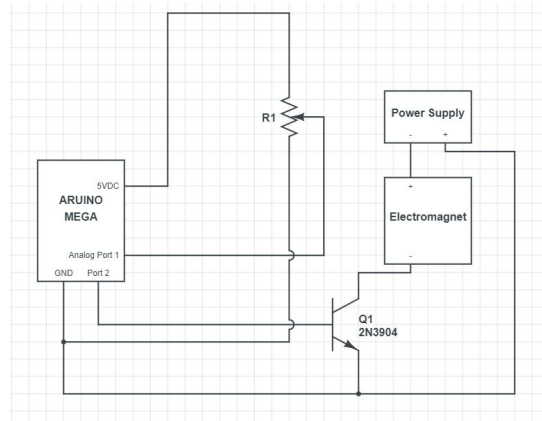 R1
Power Supply
- +
5VDC
ARUINO
MEGA
+
Electromagnet
Analog Port 1
-
GND Port 2
Q1
2N3904